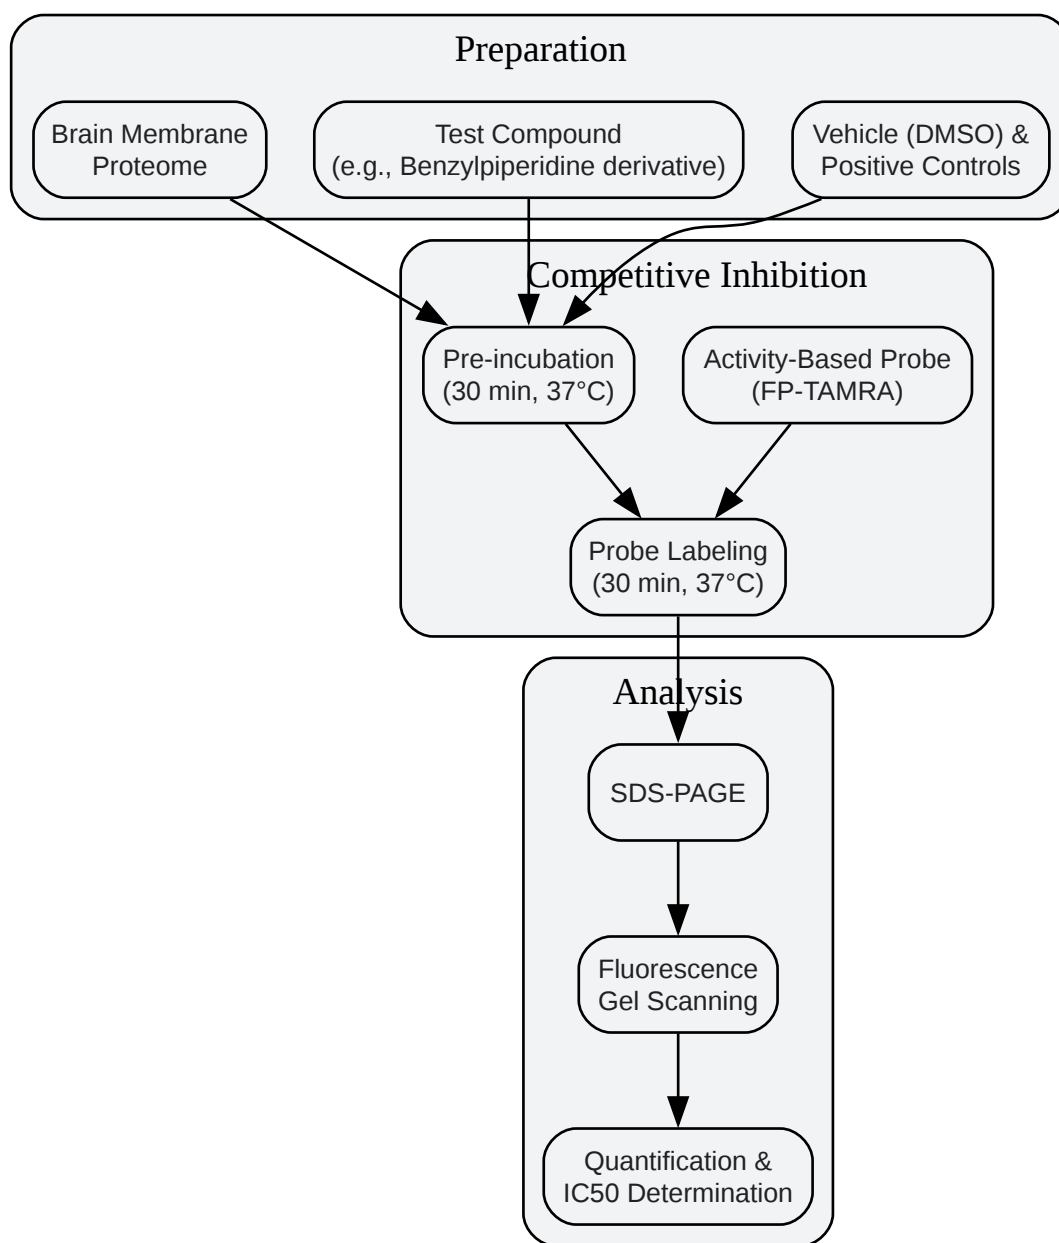 Preparation
Brain Membrane
Proteome
Test Compound
(e.g., Benzylpiperidine derivative)
Vehicle (DMSO) &
Positive Controls
Competitive Inhibition
Pre-incubation
(30 min, 37°C)
Activity-Based Probe
(FP-TAMRA)
Probe Labeling
(30 min, 37°C)
Analysis
SDS-PAGE
Fluorescence
Gel Scanning
Quantification &
IC50 Determination